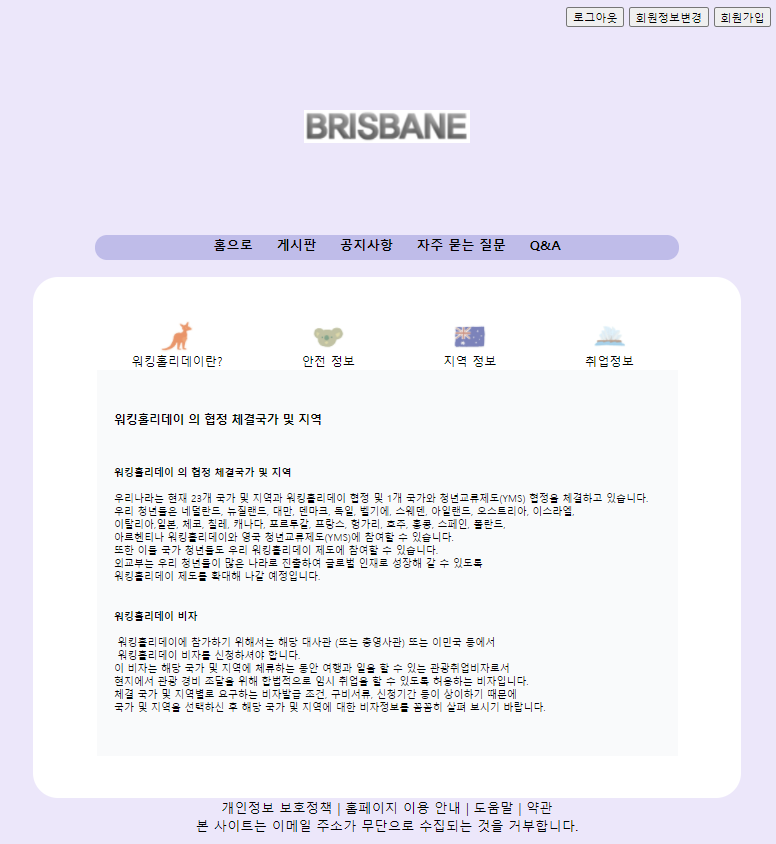 로그아웃 회원정보변경 회원가입
BRISBANE
홈으로 게시판 공지사항 자주 묻는 질문 Q&A
워킹홀리데이란? 안전 정보 지역 정보 취업정보
워킹홀리데이 의 협정 체결국가 및 지역
워킹홀리데이 의 협정 체결국가 및 지역
우리나라는 현재 23개 국가 및 지역과 워킹홀리데이 협정 및 1개 국가와 청년교류제도(YMS) 협정을 체결하고 있습니다.
우리 청년들은 네덜란드, 뉴질랜드, 대만, 덴마크, 독일, 벨기에, 스웨덴, 아일랜드, 오스트리아, 이스라엘,
이탈리아,일본, 체코, 칠레, 캐나다, 포르투갈, 프랑스, 헝가리, 호주, 홍콩, 스페인, 폴란드,
아르헨티나 워킹홀리데이와 영국 청년교류제도(YMS)에 참여할 수 있습니다.
또한 이들 국가 청년들도 우리 워킹홀리데이 제도에 참여할 수 있습니다.
외교부는 우리 청년들이 많은 나라로 진출하여 글로벌 인재로 성장해 갈 수 있도록
워킹홀리데이 제도를 확대해 나갈 예정입니다.
워킹홀리데이 비자
워킹홀리데이에 참가하기 위해서는 해당 대사관 (또는 총영사관) 또는 이민국 등에서
워킹홀리데이 비자를 신청하셔야 합니다.
이 비자는 해당 국가 및 지역에 체류하는 동안 여행과 일을 할 수 있는 관광취업비자로서
현지에서 관광 경비 조달을 위해 합법적으로 임시 취업을 할 수 있도록 허용하는 비자입니다.
체결 국가 및 지역별로 요구하는 비자발급 조건, 구비서류, 신청기간 등이 상이하기 때문에
국가 및 지역을 선택하신 후 해당 국가 및 지역에 대한 비자정보를 꼼꼼히 살펴 보시기 바랍니다.
개인정보 보호정책 | 홈페이지 이용 안내 | 도움말 | 약관
본 사이트는 이메일 주소가 무단으로 수집되는 것을 거부합니다.